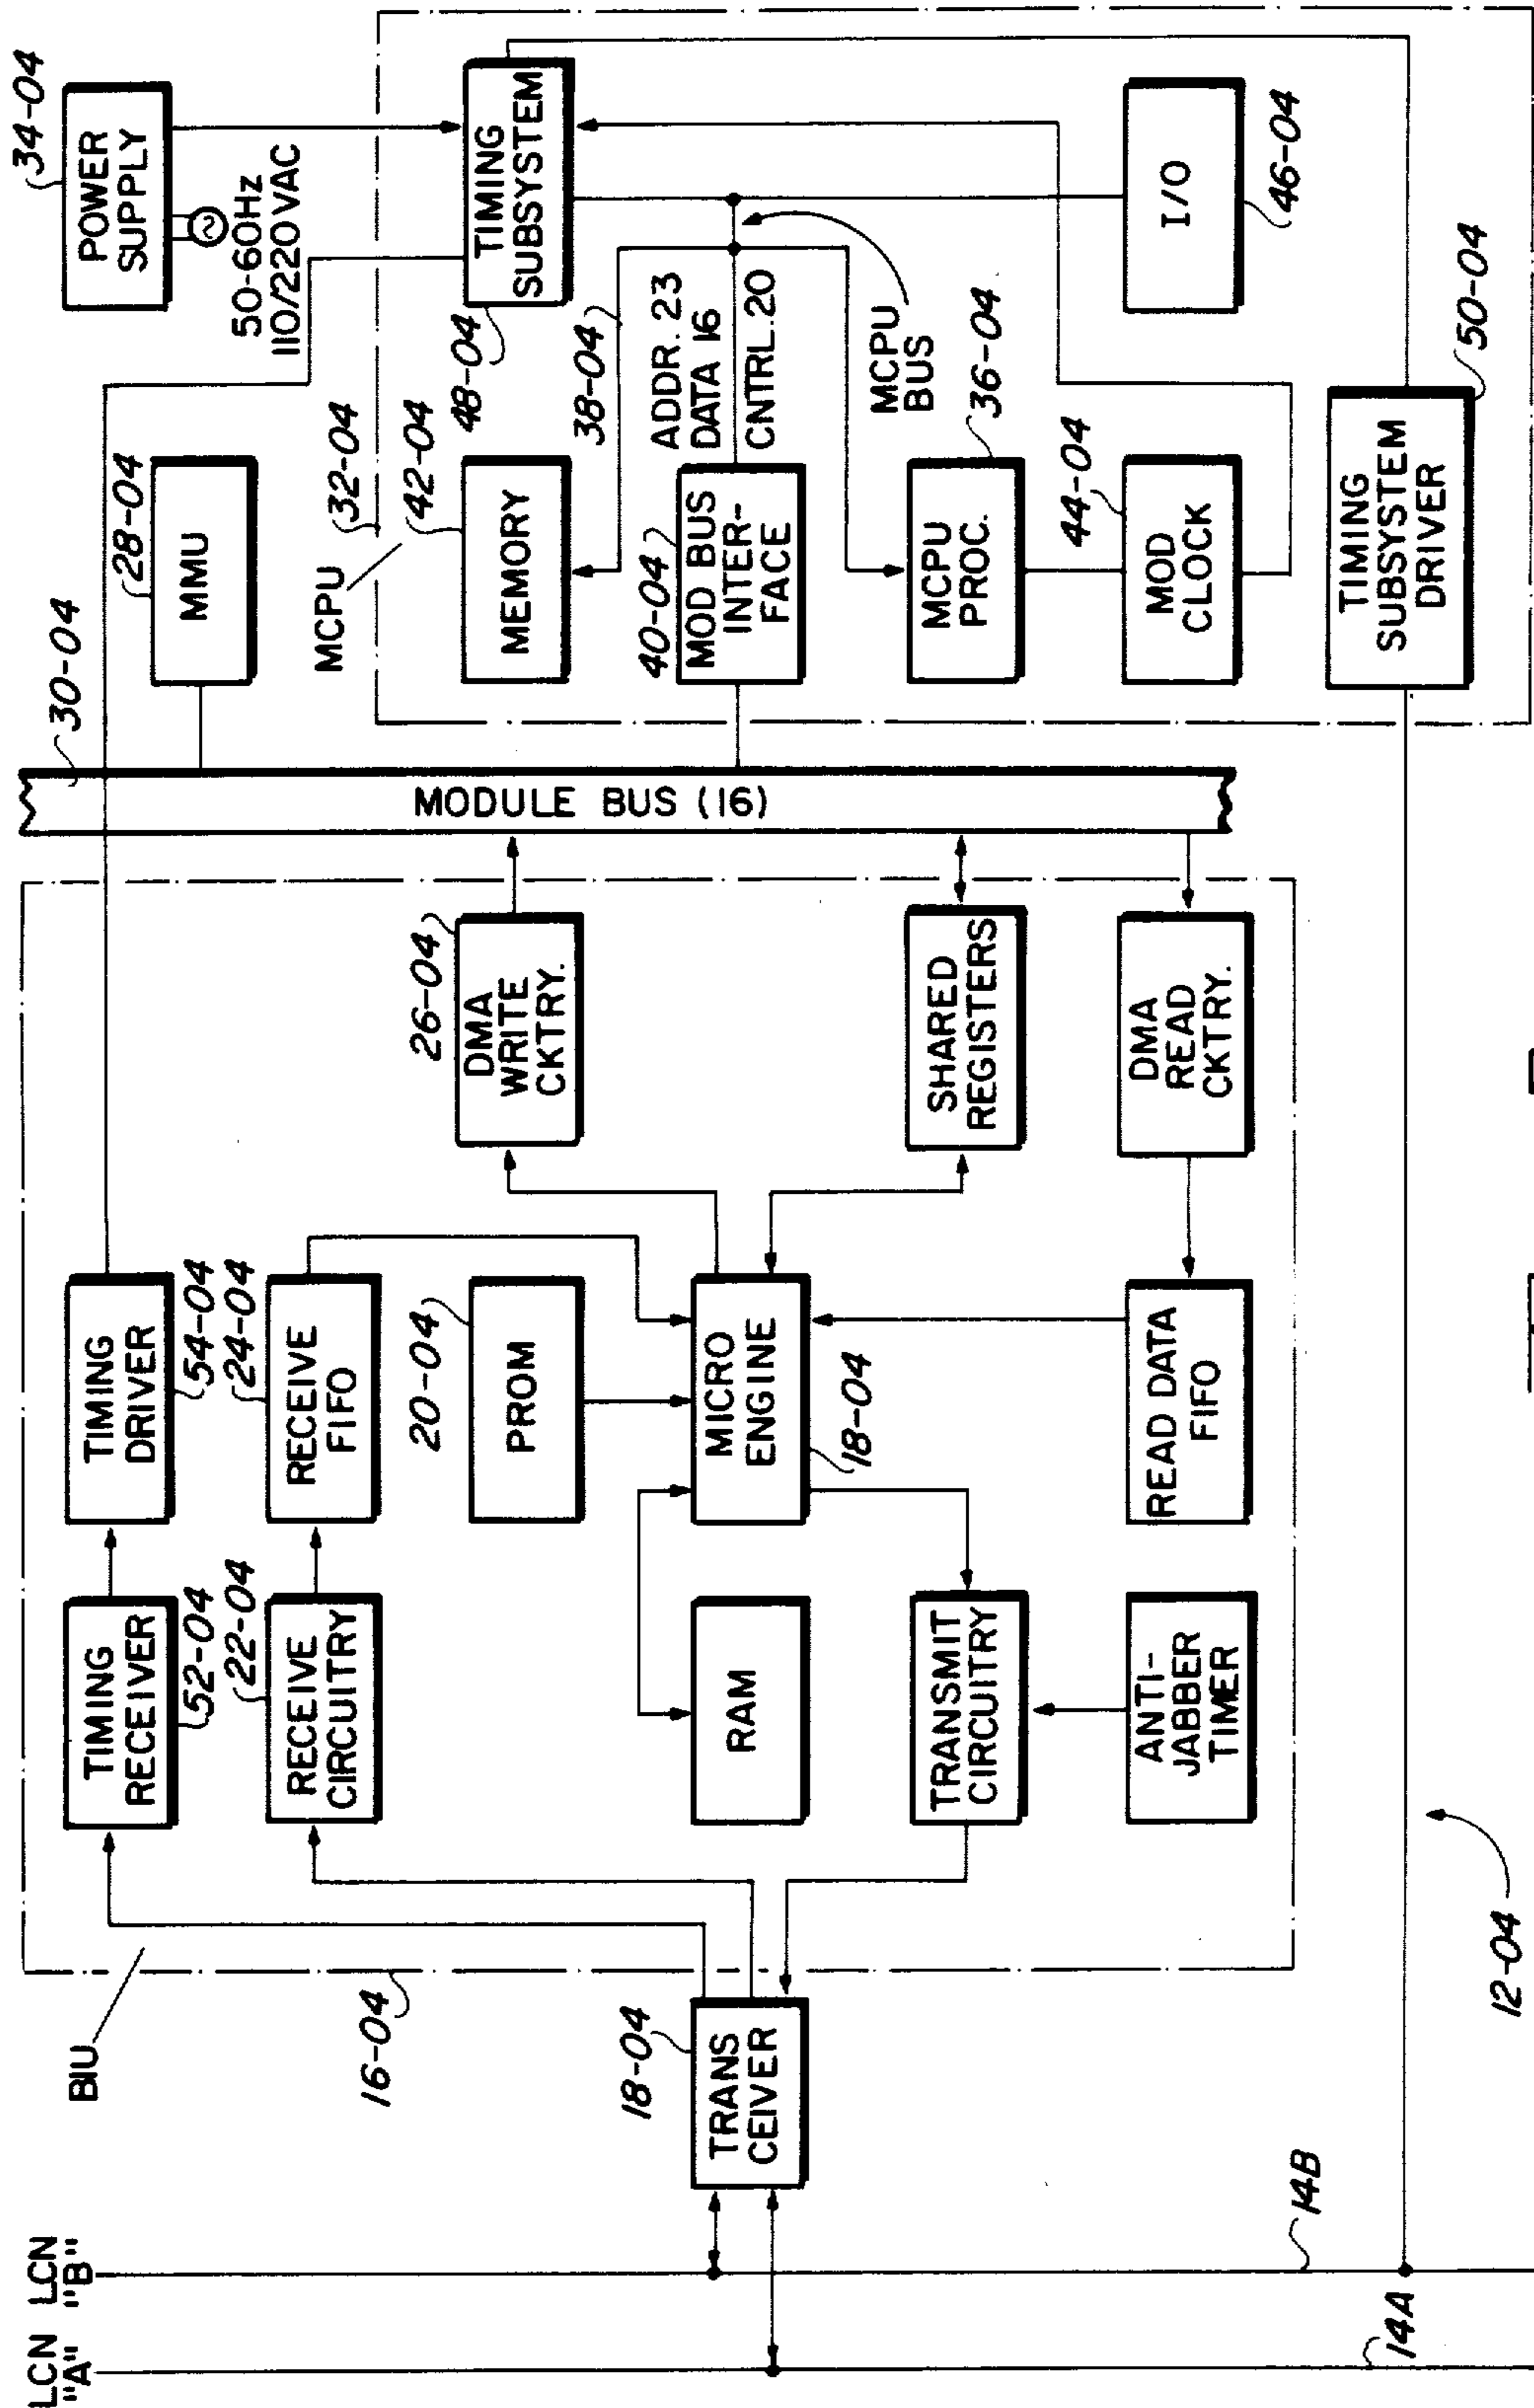 LCN
"A"
LCN
"B"
14A
14B
12-04
BIU
16-04
TRANS
CEIVER
18-04
TIMING
RECEIVER
52-04
TIMING
DRIVER
54-04
RECEIVE
CIRCUITRY
22-04
RECEIVE
FIFO
24-04
PROM
20-04
RAM
MICRO
ENGINE
18-04
TRANSMIT
CIRCUITRY
ANTI-
JABBER
TIMER
READ DATA
FIFO
DMA
WRITE
CKTRY.
26-04
SHARED
REGISTERS
DMA
READ
CKTRY.
MODULE BUS (16)
30-04
MMU
28-04
MCPU
32-04
POWER
SUPPLY
34-04
50-60Hz
110/220VAC
MEMORY
42-04
MOD BUS
INTER-
FACE
40-04
MCPU
PROC.
36-04
MOD
CLOCK
44-04
TIMING
SUBSYSTEM
48-04
38-04
ADDR. 23
DATA 16
CNTRL. 20
MCPU
BUS
I/O
46-04
TIMING
SUBSYSTEM
DRIVER
50-04